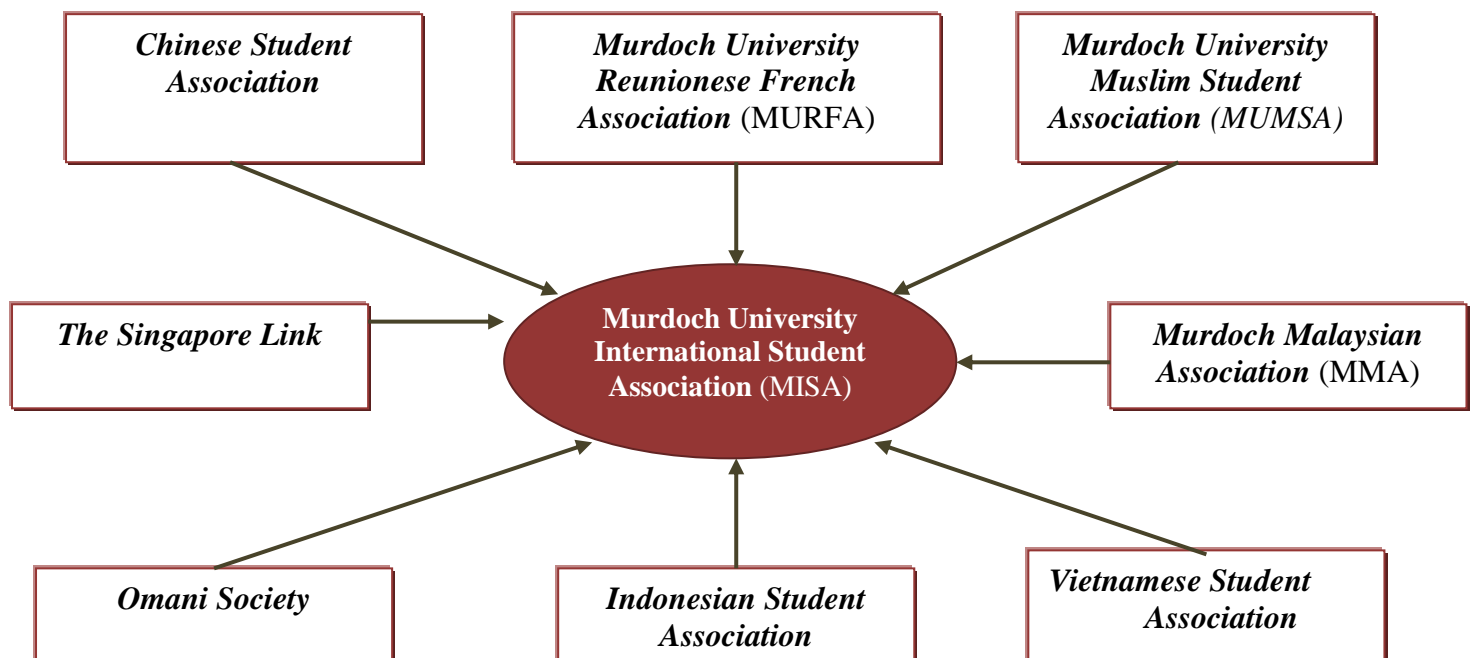 Chinese Student
Association
Murdoch University
Reunionese French
Association (MURFA)
Murdoch University
Muslim Student
Association (MUMSA)
The Singapore Link
Murdoch University
International Student
Association (MISA)
Murdoch Malaysian
Association (MMA)
Omani Society
Indonesian Student
Association
Vietnamese Student
Association